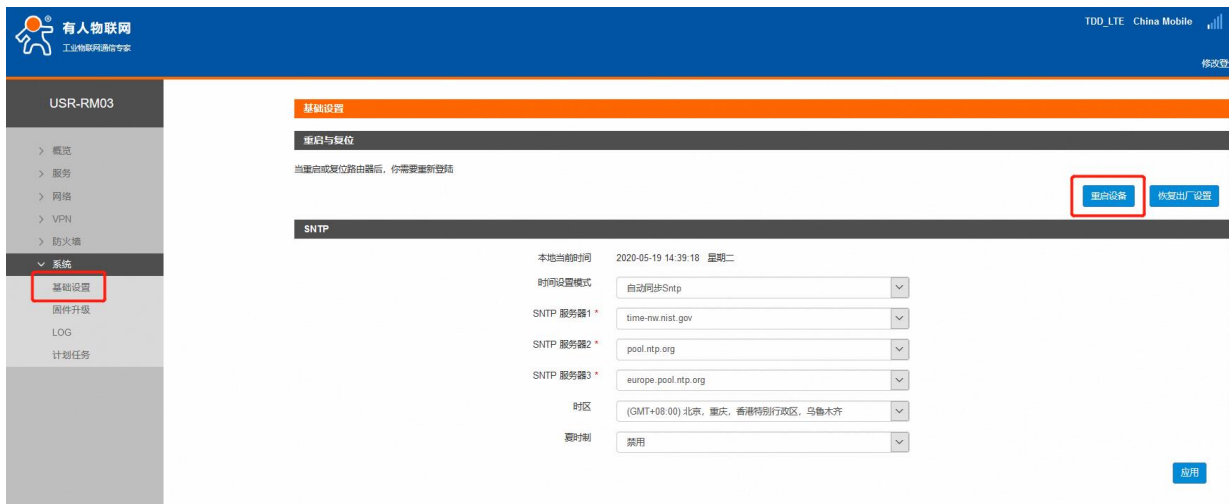 有人物联网
工业物联网通信专家
TDD_LTE China Mobile
修改登
USR-RM03
概览
服务
网络
VPN
防火墙
系统
基础设置
固件升级
LOG
计划任务
基础设置
重启与复位
当重启或复位路由器后，你需要重新登陆
重启设备 恢复出厂设置
SNTP
本地当前时间 2020-05-19 14:39:18 星期二
时间设置模式 自动同步Sntp
SNTP 服务器1 * time-nw.nist.gov
SNTP 服务器2 * pool.ntp.org
SNTP 服务器3 * europe.pool.ntp.org
时区 (GMT+08:00) 北京，重庆，香港特别行政区，乌鲁木齐
夏时制 禁用
应用